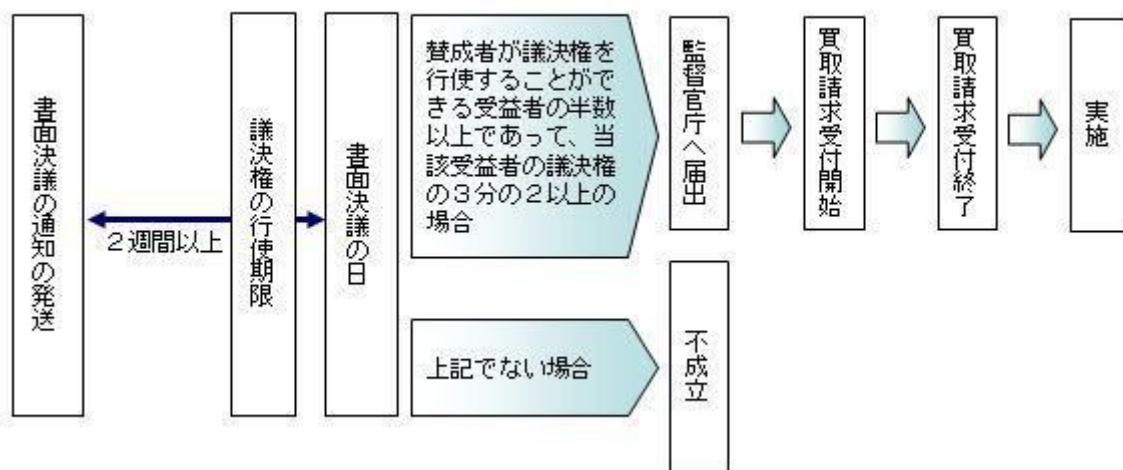 書面決議の通知の発送
２週間以上
議決権の行使期限
書面決議の日
賛成者が議決権を
行使することがで
きる受益者の半数
以上であって、当
該受益者の議決権
の３分の２以上の
場合
監督官庁へ届出
買取請求受付開始
買取請求受付終了
実施
上記でない場合
不成立